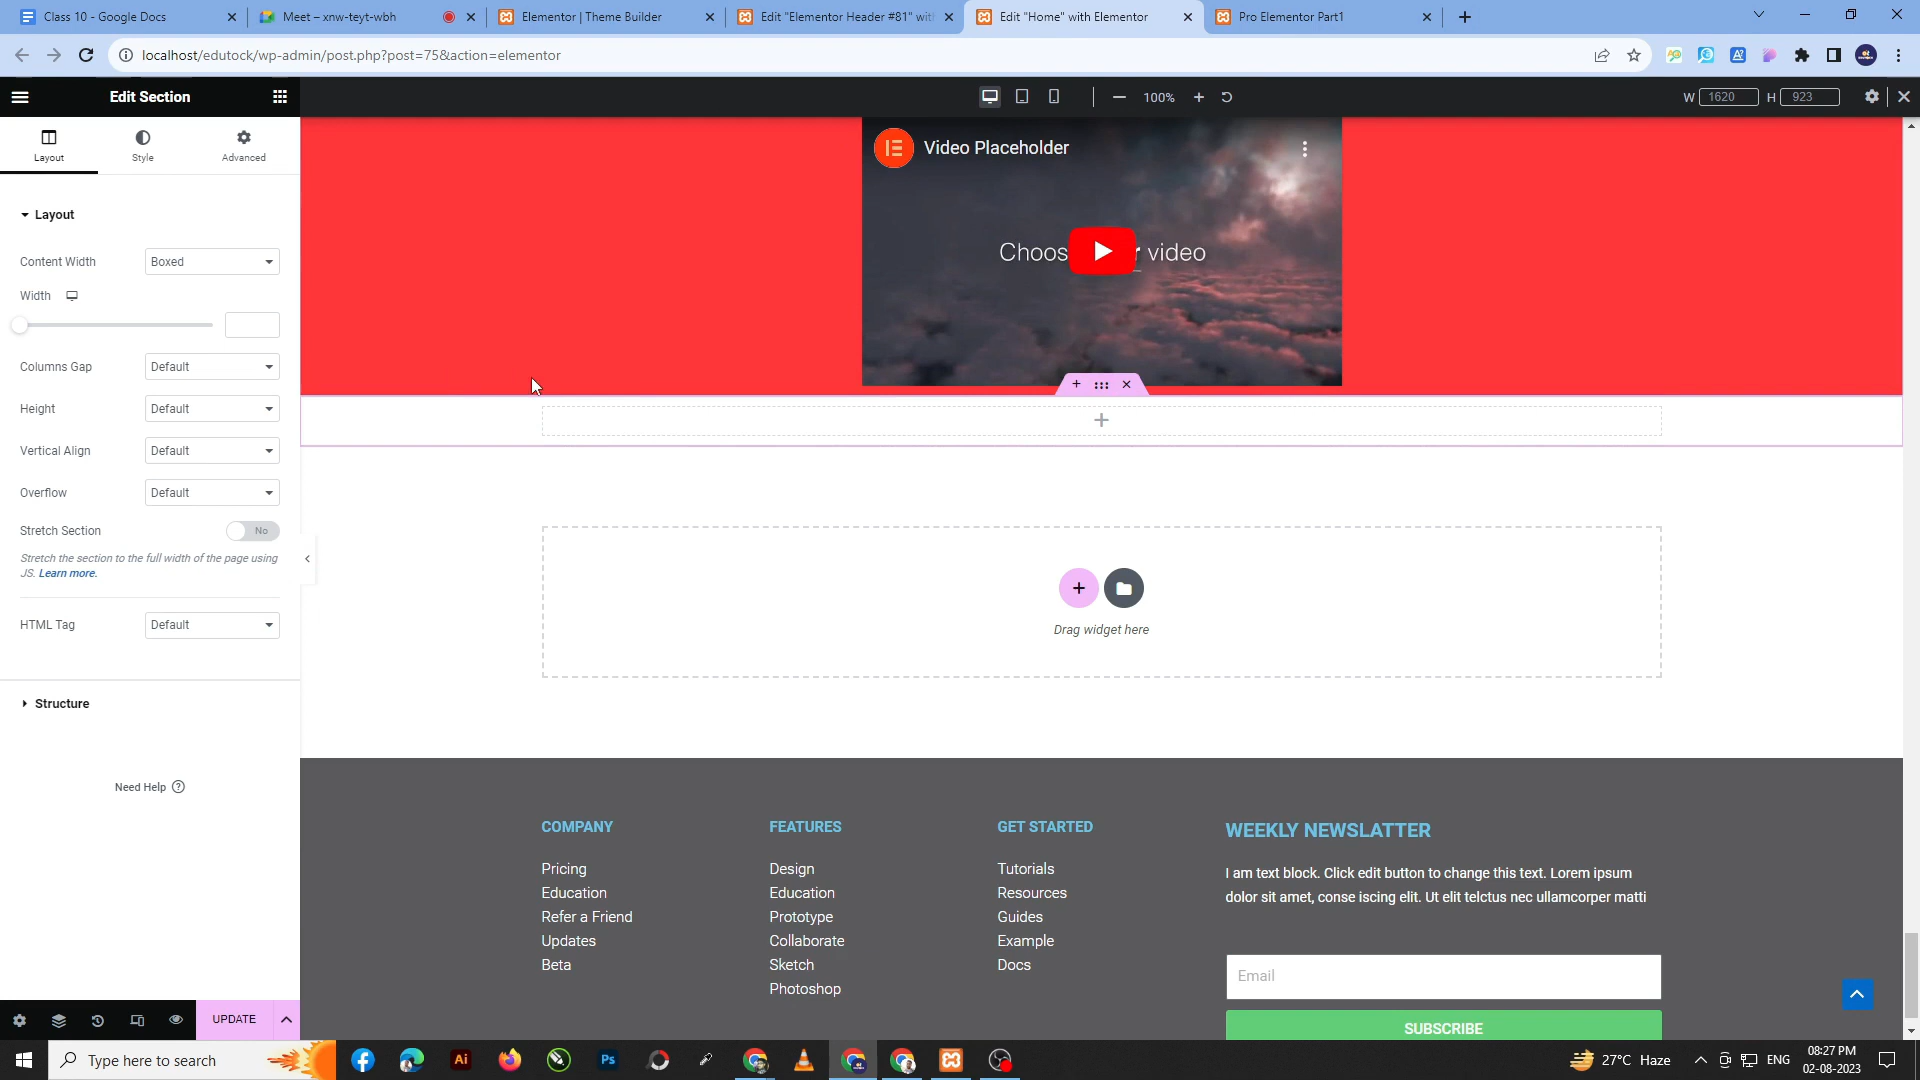 Class 10 - Google Docs
Meet – xnw-teyt-wbh
Elementor | Theme Builder
Edit "Elementor Header #81" wit
Edit "Home" with Elementor
Pro Elementor Part1
localhost/edutock/wp-admin/post.php?post=75&action=elementor
Edit Section
100%
W 1620 H 923
Layout
Style
Advanced
Layout
Content Width
Boxed
Width
Columns Gap
Default
Height
Default
Vertical Align
Default
Overflow
Default
Stretch Section
No
Stretch the section to the full width of the page using
JS. Learn more.
HTML Tag
Default
Structure
Need Help
UPDATE
Video Placeholder
Choos r video
Drag widget here
COMPANY
Pricing
Education
Refer a Friend
Updates
Beta
FEATURES
Design
Education
Prototype
Collaborate
Sketch
Photoshop
GET STARTED
Tutorials
Resources
Guides
Example
Docs
WEEKLY NEWSLATTER
I am text block. Click edit button to change this text. Lorem ipsum
dolor sit amet, conse iscing elit. Ut elit telctus nec ullamcorper matti
Email
SUBSCRIBE
Type here to search
Ai
Ps
27°C Haze
ENG
08:27 PM
02-08-2023